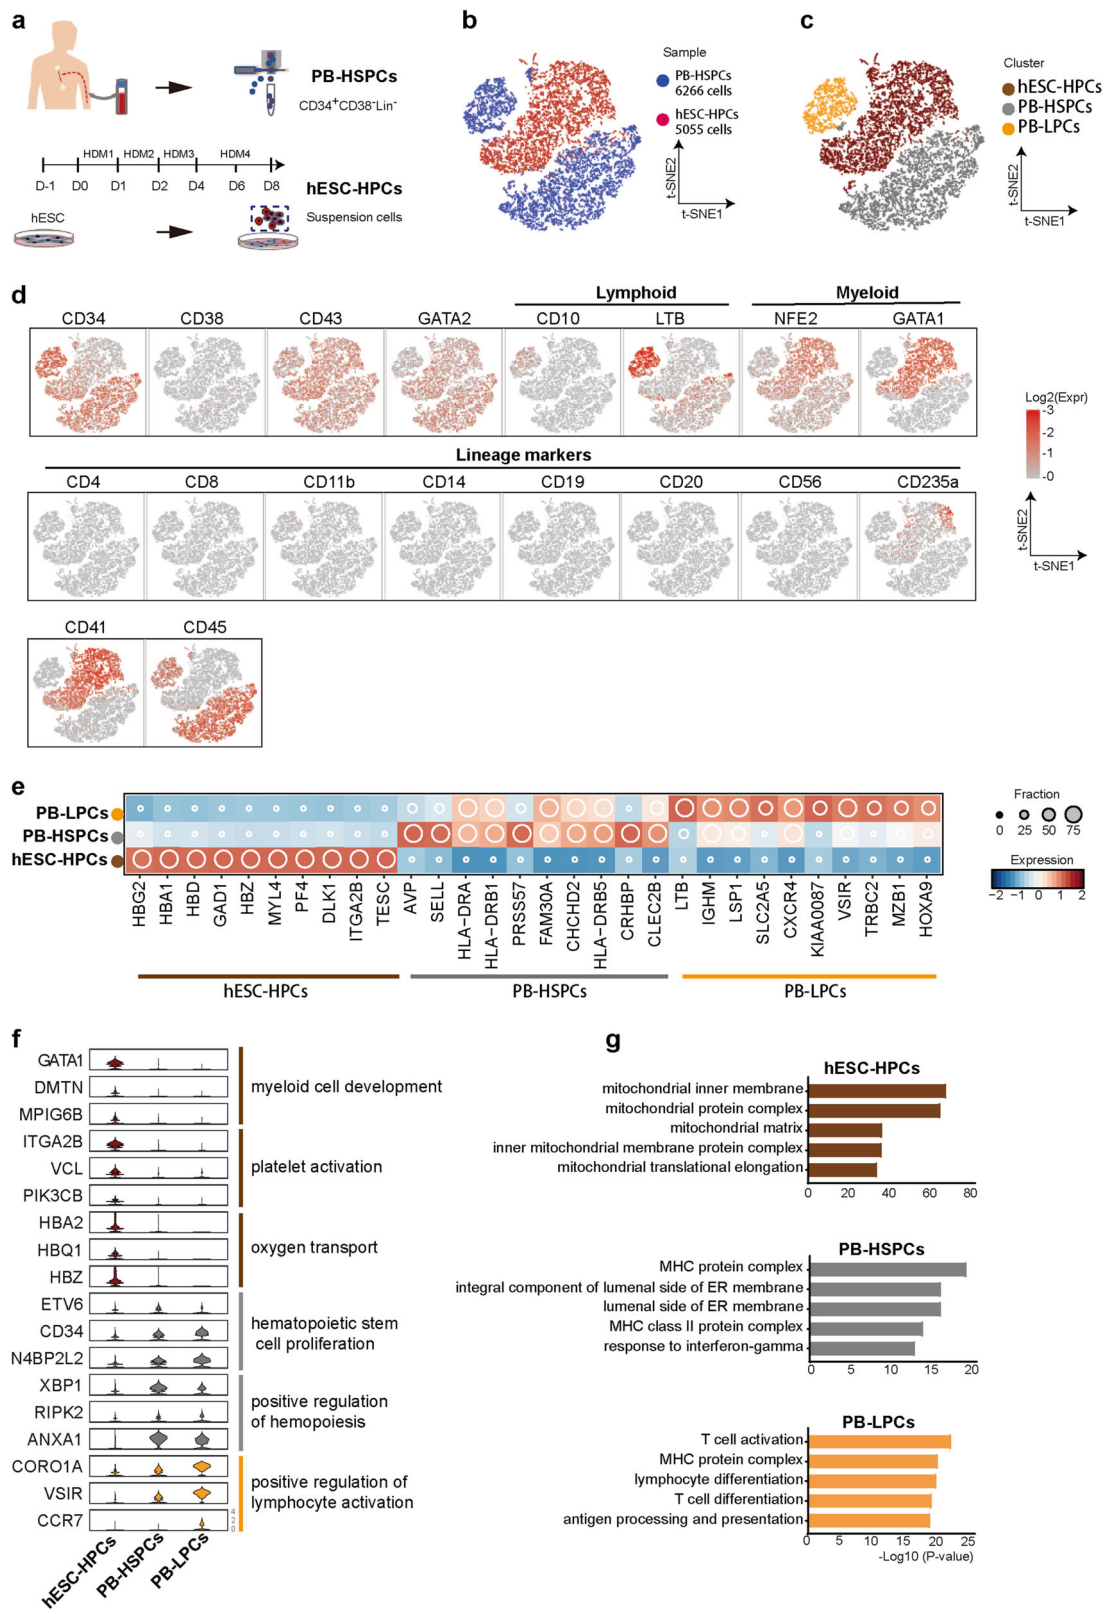 a
PB-HSPCs
CD34+CD38-Lin-
HDM1 HDM2 HDM3 HDM4
D-1 D0 D1 D2 D4 D6 D8
hESC-HPCs
hESC
Suspension cells
b
Sample
PB-HSPCs
6266 cells
hESC-HPCs
5055 cells
t-SNE2
t-SNE1
c
Cluster
hESC-HPCs
PB-HSPCs
PB-LPCs
t-SNE2
t-SNE1
d
Lymphoid Myeloid
CD34 CD38 CD43 GATA2 CD10 LTB NFE2 GATA1
Log2(Expr)
-3
-2
-1
-0
Lineage markers
CD4 CD8 CD11b CD14 CD19 CD20 CD56 CD235a
t-SNE2
t-SNE1
CD41 CD45
e
PB-LPCs
PB-HSPCs
hESC-HPCs
HBG2 HBA1 HBD GAD1 HBZ MYL4 PF4 DLK1 ITGA2B TESC AVP SELL HLA-DRA HLA-DRB1 PRSS57 FAM30A CHCHD2 HLA-DRB5 CRHBP CLEC2B LTB IGHM LSP1 SLC2A5 CXCR4 KIAA0087 VSIR TRBC2 MZB1 HOXA9
hESC-HPCs PB-HSPCs PB-LPCs
Fraction
0 25 50 75
Expression
-2 -1 0 1 2
f
GATA1
DMTN
MPIG6B
myeloid cell development
ITGA2B
VCL
PIK3CB
platelet activation
HBA2
HBQ1
HBZ
oxygen transport
ETV6
CD34
N4BP2L2
hematopoietic stem
cell proliferation
XBP1
RIPK2
ANXA1
positive regulation
of hemopoiesis
CORO1A
VSIR
CCR7
positive regulation of
lymphocyte activation
4
2
0
hESC-HPCs PB-HSPCs PB-LPCs
g
hESC-HPCs
mitochondrial inner membrane
mitochondrial protein complex
mitochondrial matrix
inner mitochondrial membrane protein complex
mitochondrial translational elongation
0 20 40 60 80
PB-HSPCs
MHC protein complex
integral component of lumenal side of ER membrane
lumenal side of ER membrane
MHC class II protein complex
response to interferon-gamma
0 5 10 15 20
PB-LPCs
T cell activation
MHC protein complex
lymphocyte differentiation
T cell differentiation
antigen processing and presentation
0 5 10 15 20 25
-Log10 (P-value)